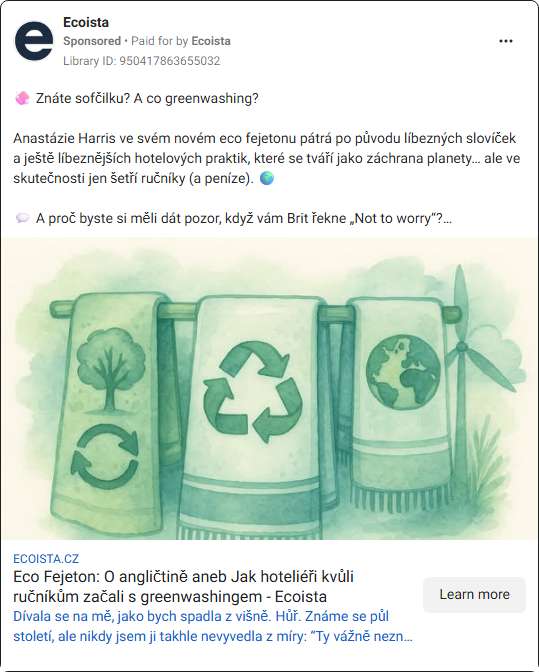 Ecoista
Sponsored • Paid for by Ecoista
Library ID: 950417863655032
Znáte sofčilku? A co greenwashing?
Anastázie Harris ve svém novém eco fejetonu pátrá po původu líbezných slovíček
a ještě líbeznějších hotelových praktik, které se tváří jako záchrana planety… ale ve
skutečnosti jen šetří ručníky (a peníze).
A proč byste si měli dát pozor, když vám Brit řekne „Not to worry“?...
ECOISTA.CZ
Eco Fejeton: O angličtině aneb Jak hoteliéři kvůli
ručníkům začali s greenwashingem - Ecoista
Dívala se na mě, jako bych spadla z višně. Hůř. Známe se půl
století, ale nikdy jsem ji takhle nevyvedla z míry: “Ty vážně nezn…
Learn more